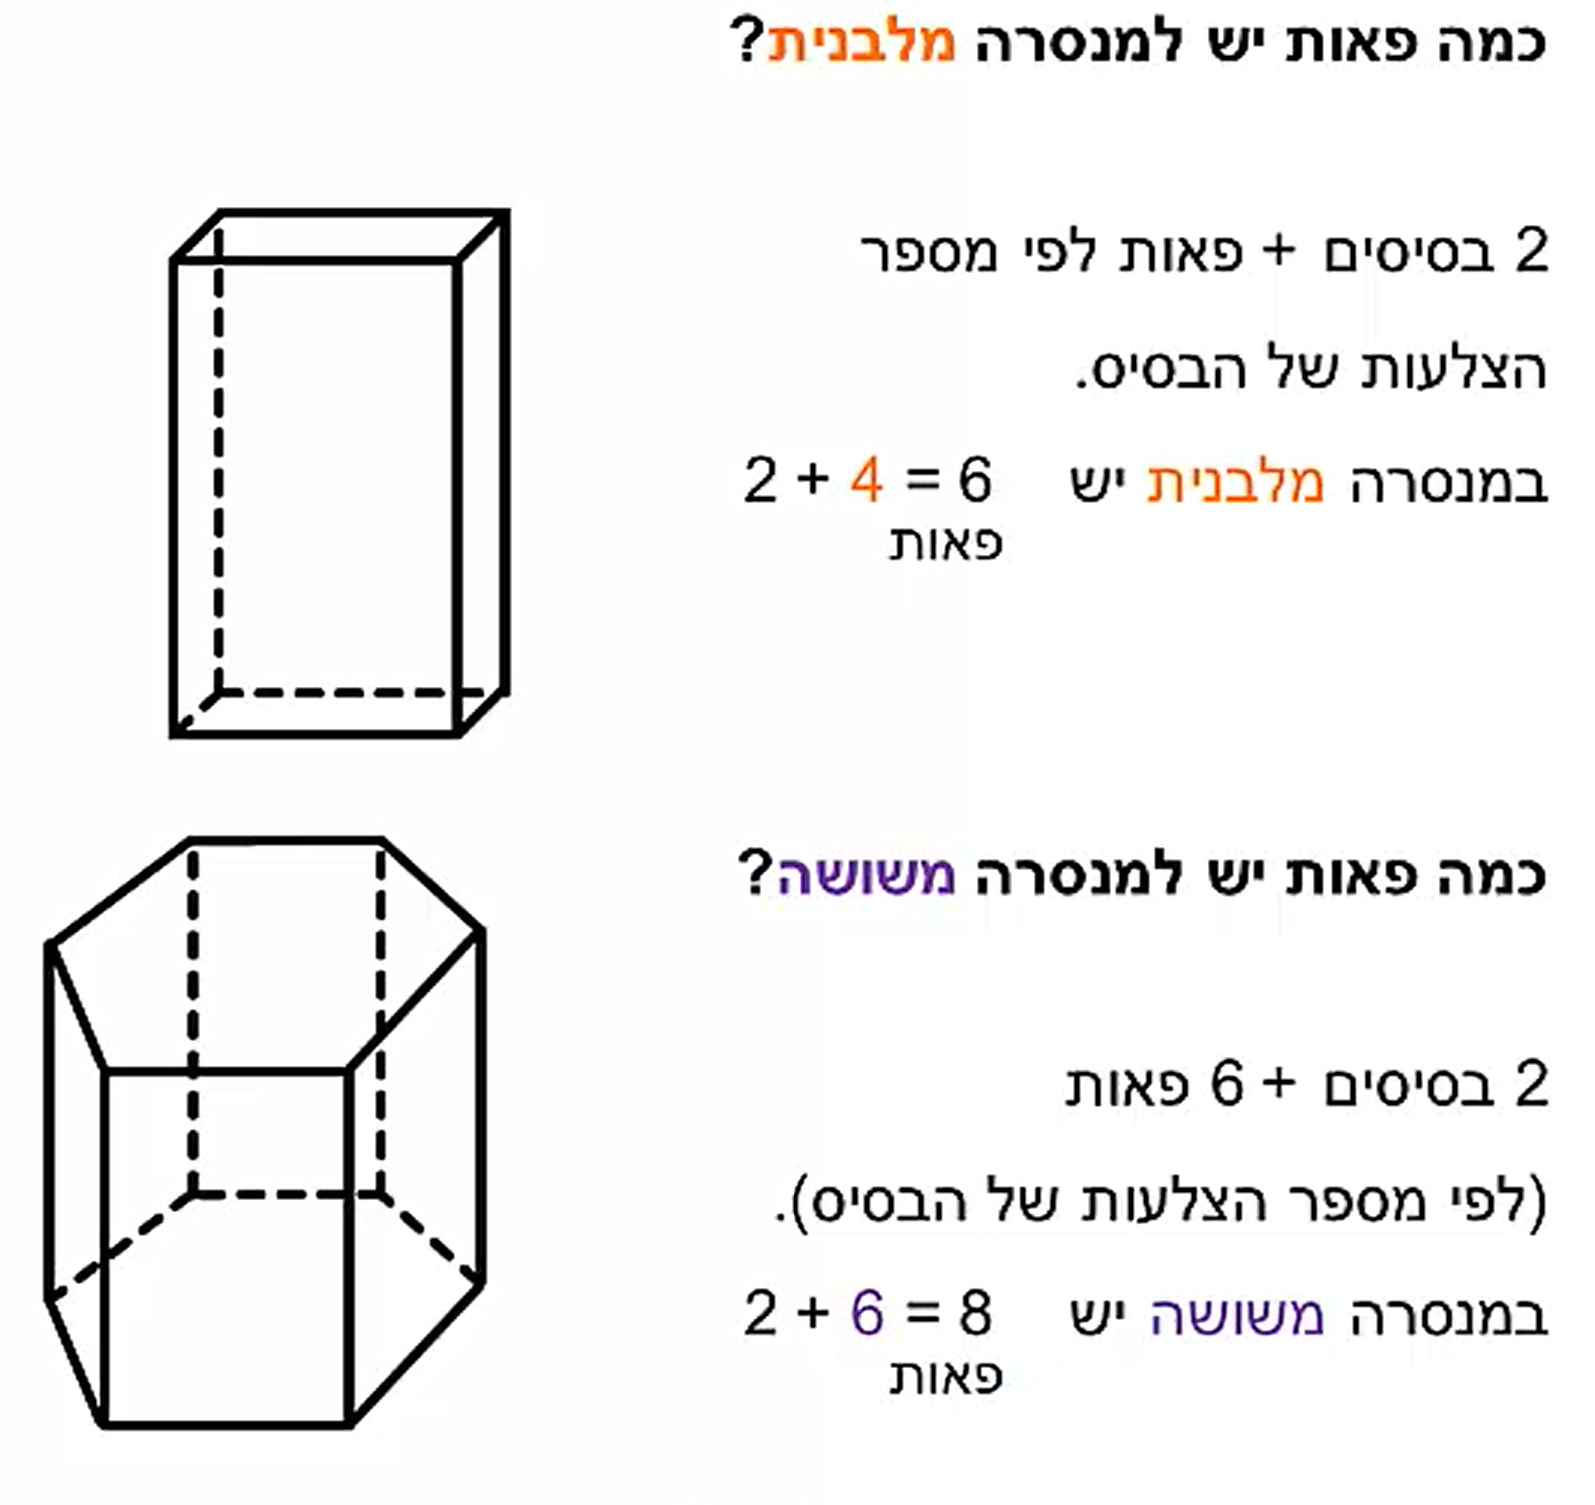 כמה פאות יש למנסרה מלבנית?
2 בסיסים + פאות לפי מספר
הצלעות של הבסיס.
במנסרה מלבנית יש 2 + 4 = 6
פאות
כמה פאות יש למנסרה משושה?
2 בסיסים + 6 פאות
(לפי מספר הצלעות של הבסיס).
במנסרה משושה יש 2 + 6 = 8
פאות